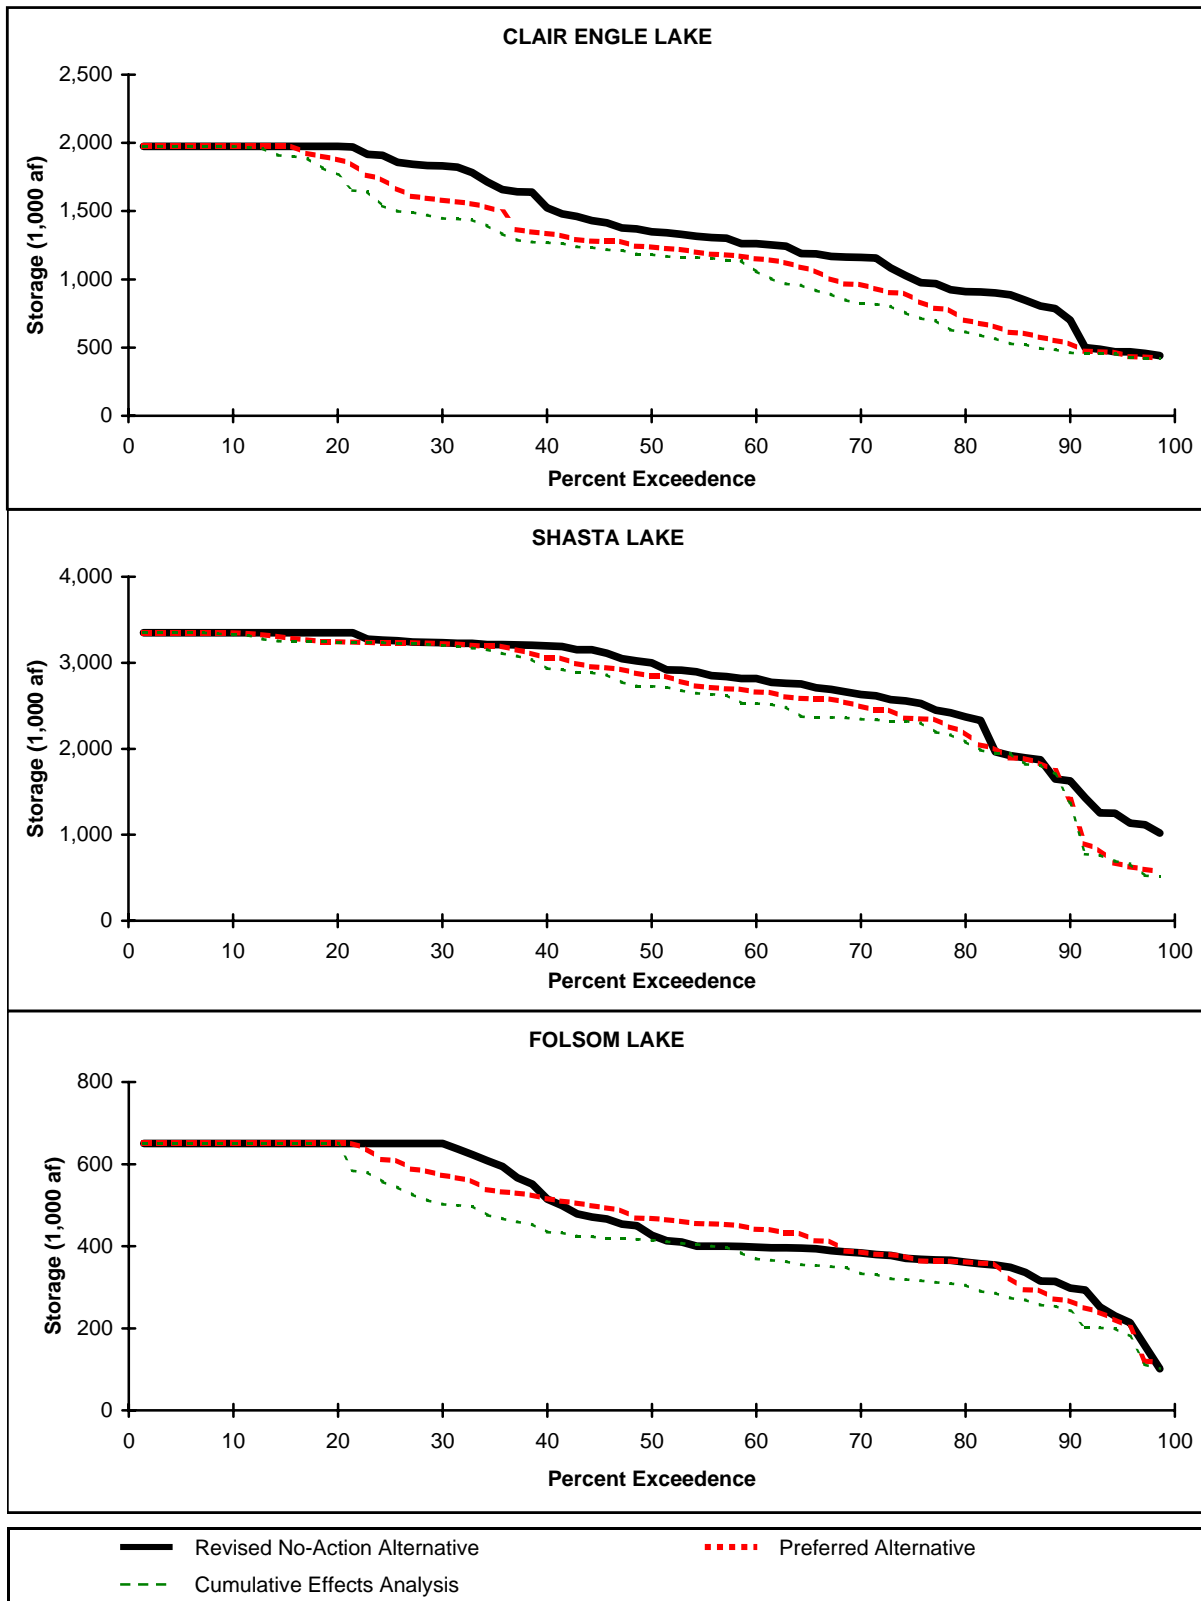 CLAIR ENGLE LAKE
2,500
2,000
1,500
1,000
500
0
Storage (1,000 af)
0 10 20 30 40 50 60 70 80 90 100
Percent Exceedence
SHASTA LAKE
4,000
3,000
2,000
1,000
0
Storage (1,000 af)
0 10 20 30 40 50 60 70 80 90 100
Percent Exceedence
FOLSOM LAKE
800
600
400
200
0
Storage (1,000 af)
0 10 20 30 40 50 60 70 80 90 100
Percent Exceedence
Revised No-Action Alternative Preferred Alternative
Cumulative Effects Analysis